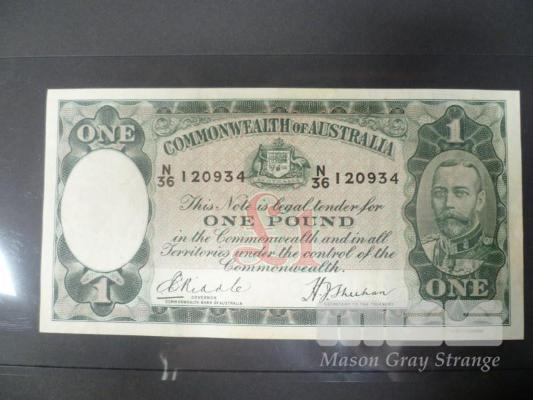 ONE
COMMONWEALTH OF AUSTRALIA
1
N/36 120934
N/36 120934
This Note is legal tender for
ONE POUND
in the Commonwealth and in all
Territories under the control of the
Commonwealth.
£1
1
GOVERNOR
COMMONWEALTH BANK OF AUSTRALIA
SECRETARY TO THE TREASURY
ONE
Mason Gray Strange